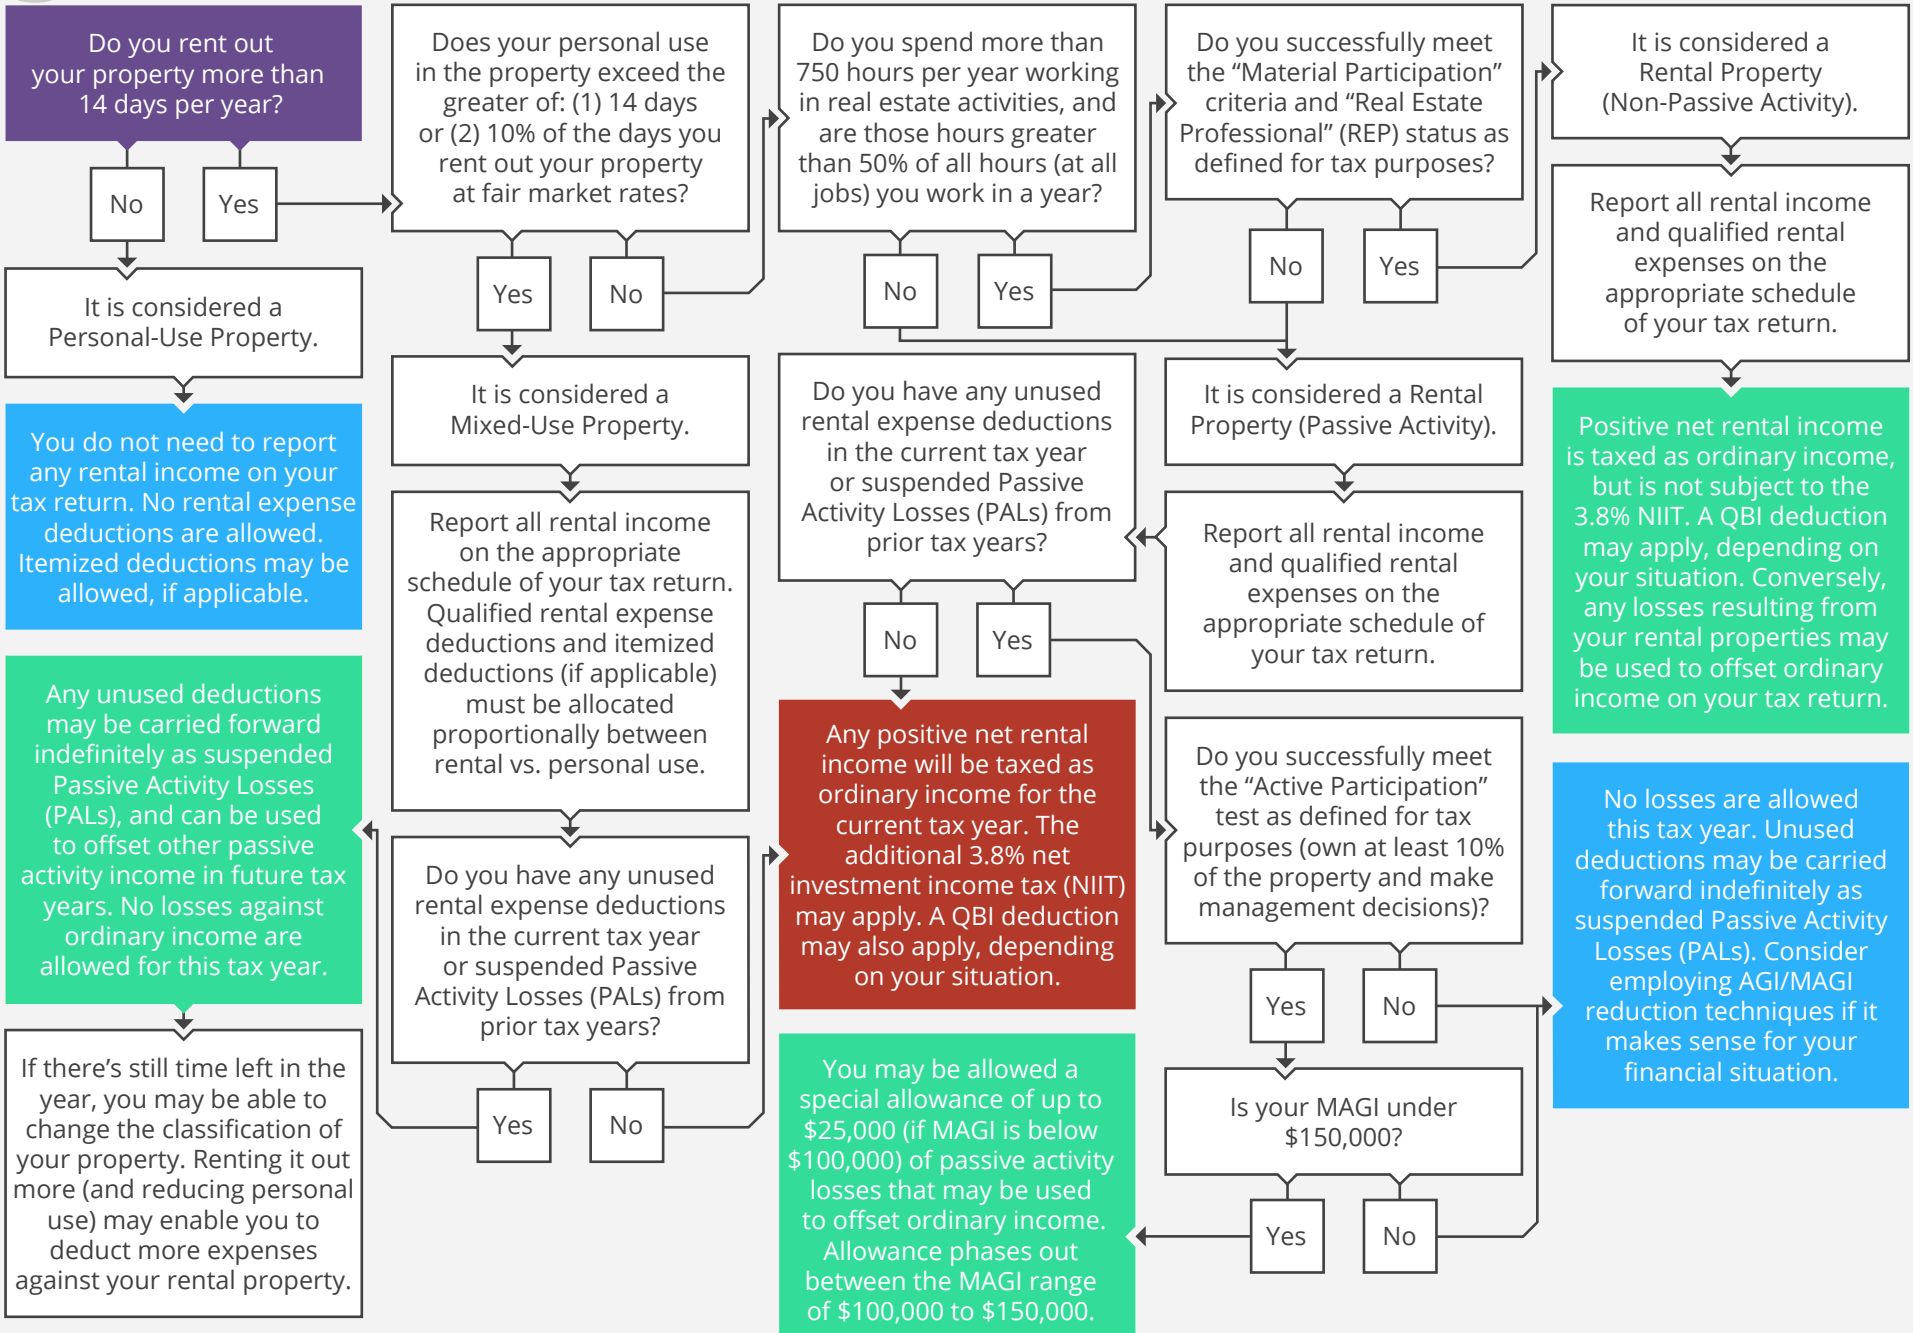 Do you rent out
your property more than
14 days per year?
No
Yes
It is considered a
Personal-Use Property.
You do not need to report
any rental income on your
tax return. No rental expense
deductions are allowed.
Itemized deductions may be
allowed, if applicable.
Any unused deductions
may be carried forward
indefinitely as suspended
Passive Activity Losses
(PALs), and can be used
to offset other passive
activity income in future tax
years. No losses against
ordinary income are
allowed for this tax year.
If there’s still time left in the
year, you may be able to
change the classification of
your property. Renting it out
more (and reducing personal
use) may enable you to
deduct more expenses
against your rental property.
Does your personal use
in the property exceed the
greater of: (1) 14 days
or (2) 10% of the days you
rent out your property
at fair market rates?
Yes
No
It is considered a
Mixed-Use Property.
Report all rental income
on the appropriate
schedule of your tax return.
Qualified rental expense
deductions and itemized
deductions (if applicable)
must be allocated
proportionally between
rental vs. personal use.
Do you have any unused
rental expense deductions
in the current tax year
or suspended Passive
Activity Losses (PALs) from
prior tax years?
Yes
No
Do you spend more than
750 hours per year working
in real estate activities, and
are those hours greater
than 50% of all hours (at all
jobs) you work in a year?
No
Yes
Do you have any unused
rental expense deductions
in the current tax year
or suspended Passive
Activity Losses (PALs) from
prior tax years?
No
Yes
Any positive net rental
income will be taxed as
ordinary income for the
current tax year. The
additional 3.8% net
investment income tax (NIIT)
may apply. A QBI deduction
may also apply, depending
on your situation.
You may be allowed a
special allowance of up to
$25,000 (if MAGI is below
$100,000) of passive activity
losses that may be used
to offset ordinary income.
Allowance phases out
between the MAGI range
of $100,000 to $150,000.
Do you successfully meet
the “Material Participation”
criteria and “Real Estate
Professional” (REP) status as
defined for tax purposes?
No
Yes
It is considered a Rental
Property (Passive Activity).
Report all rental income
and qualified rental
expenses on the
appropriate schedule of
your tax return.
Do you successfully meet
the “Active Participation”
test as defined for tax
purposes (own at least 10%
of the property and make
management decisions)?
Yes
No
Is your MAGI under
$150,000?
Yes
No
It is considered a
Rental Property
(Non-Passive Activity).
Report all rental income
and qualified rental
expenses on the
appropriate schedule
of your tax return.
Positive net rental income
is taxed as ordinary income,
but is not subject to the
3.8% NIIT. A QBI deduction
may apply, depending on
your situation. Conversely,
any losses resulting from
your rental properties may
be used to offset ordinary
income on your tax return.
No losses are allowed
this tax year. Unused
deductions may be carried
forward indefinitely as
suspended Passive Activity
Losses (PALs). Consider
employing AGI/MAGI
reduction techniques if it
makes sense for your
financial situation.